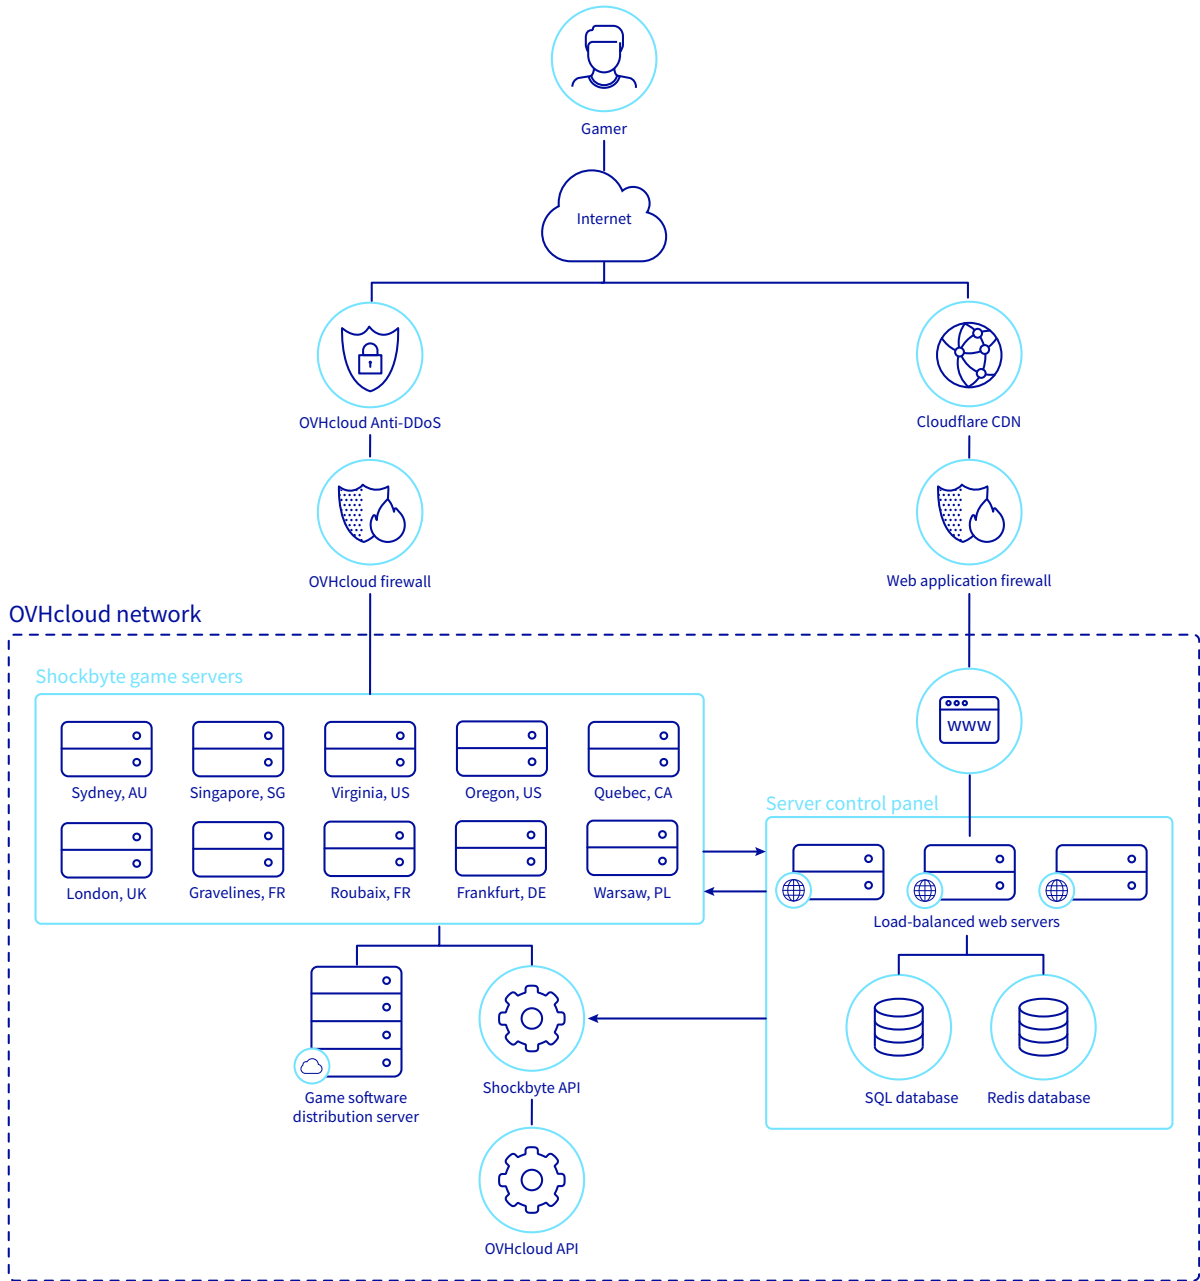 Gamer
Internet
OVHcloud Anti-DDoS
Cloudflare CDN
OVHcloud firewall
Web application firewall
OVHcloud network
Shockbyte game servers
www
Sydney, AU
Singapore, SG
Virginia, US
Oregon, US
Quebec, CA
London, UK
Gravelines, FR
Roubaix, FR
Frankfurt, DE
Warsaw, PL
Server control panel
Load-balanced web servers
SQL database
Redis database
Game software
distribution server
Shockbyte API
OVHcloud API